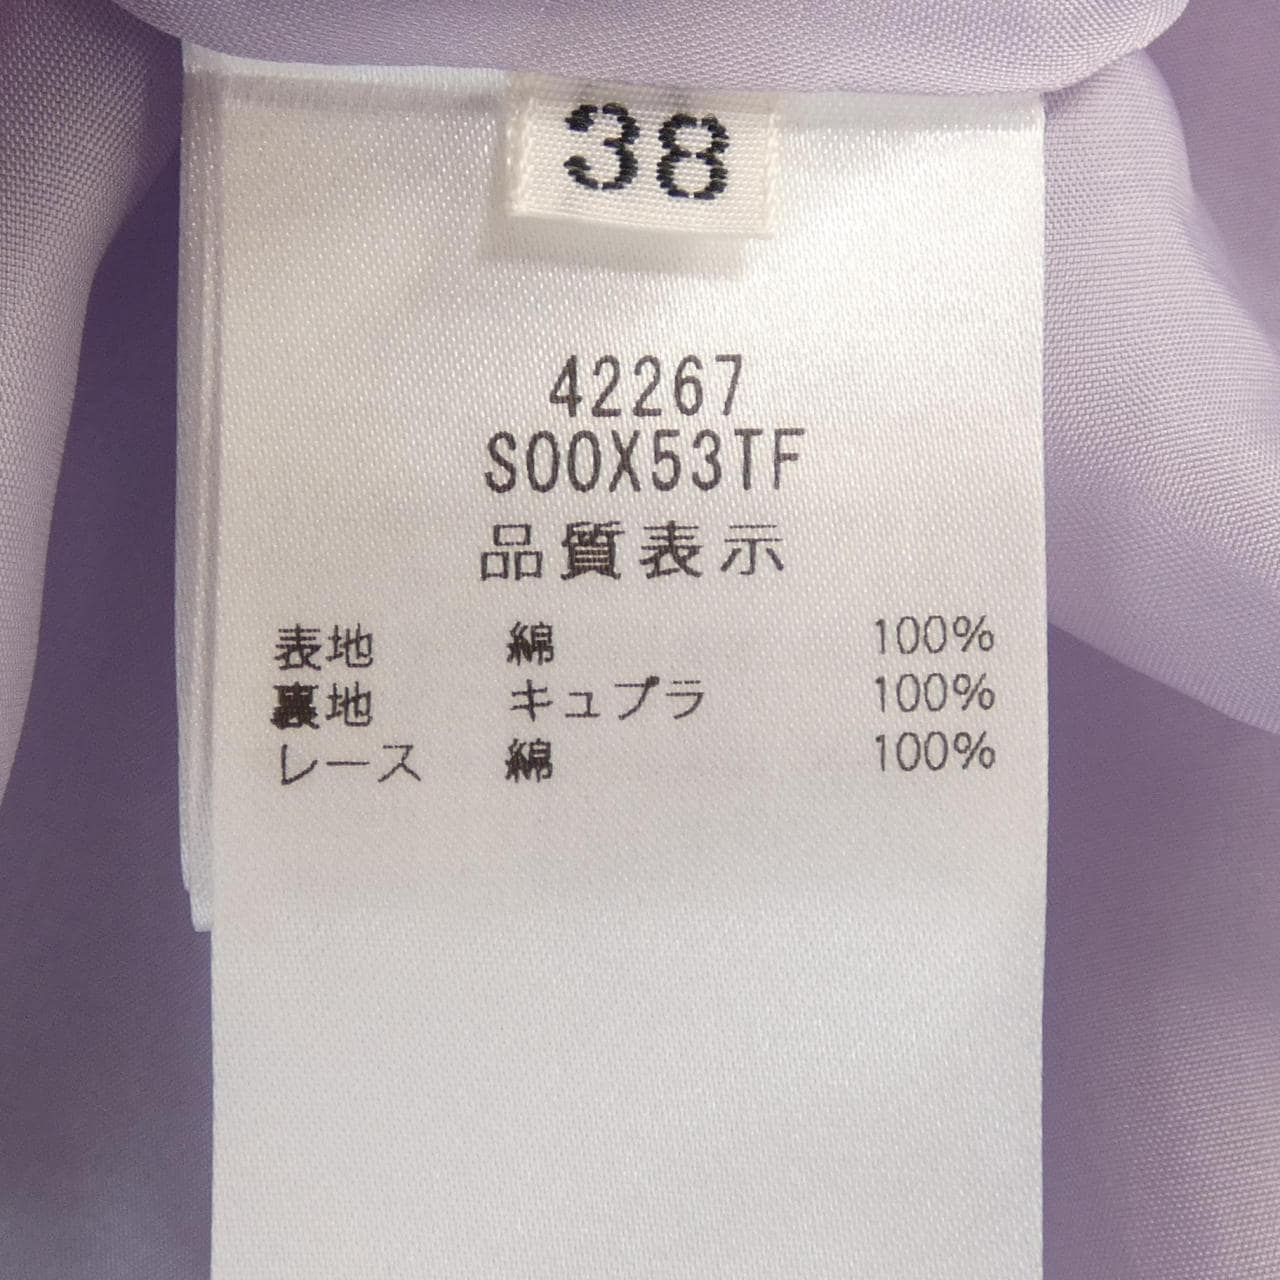 38
42267
S00X53TF
品質表示
表地 綿 100%
裏地 キュプラ 100%
レース 綿 100%